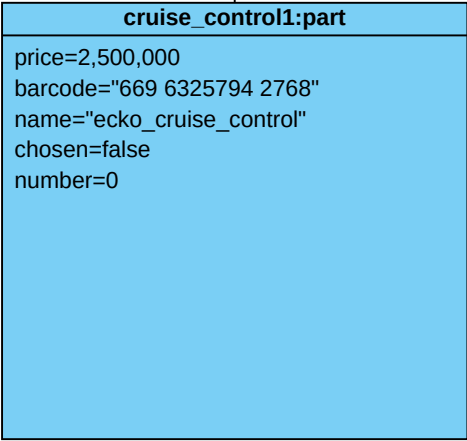 cruise_control1:part
price=2,500,000
barcode="669 6325794 2768"
name="ecko_cruise_control"
chosen=false
number=0